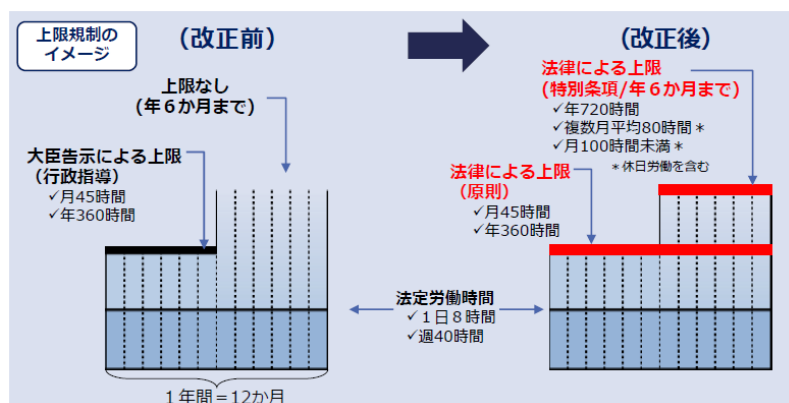 上限規制の
イメージ
(改正前)
(改正後)
上限なし
(年６か月まで)
大臣告示による上限
(行政指導)
✓月45時間
✓年360時間
法律による上限
(特別条項/年６か月まで)
✓年720時間
✓複数月平均80時間＊
✓月100時間未満＊
＊休日労働を含む
法律による上限
(原則)
✓月45時間
✓年360時間
法定労働時間
✓１日８時間
✓週40時間
１年間＝12か月